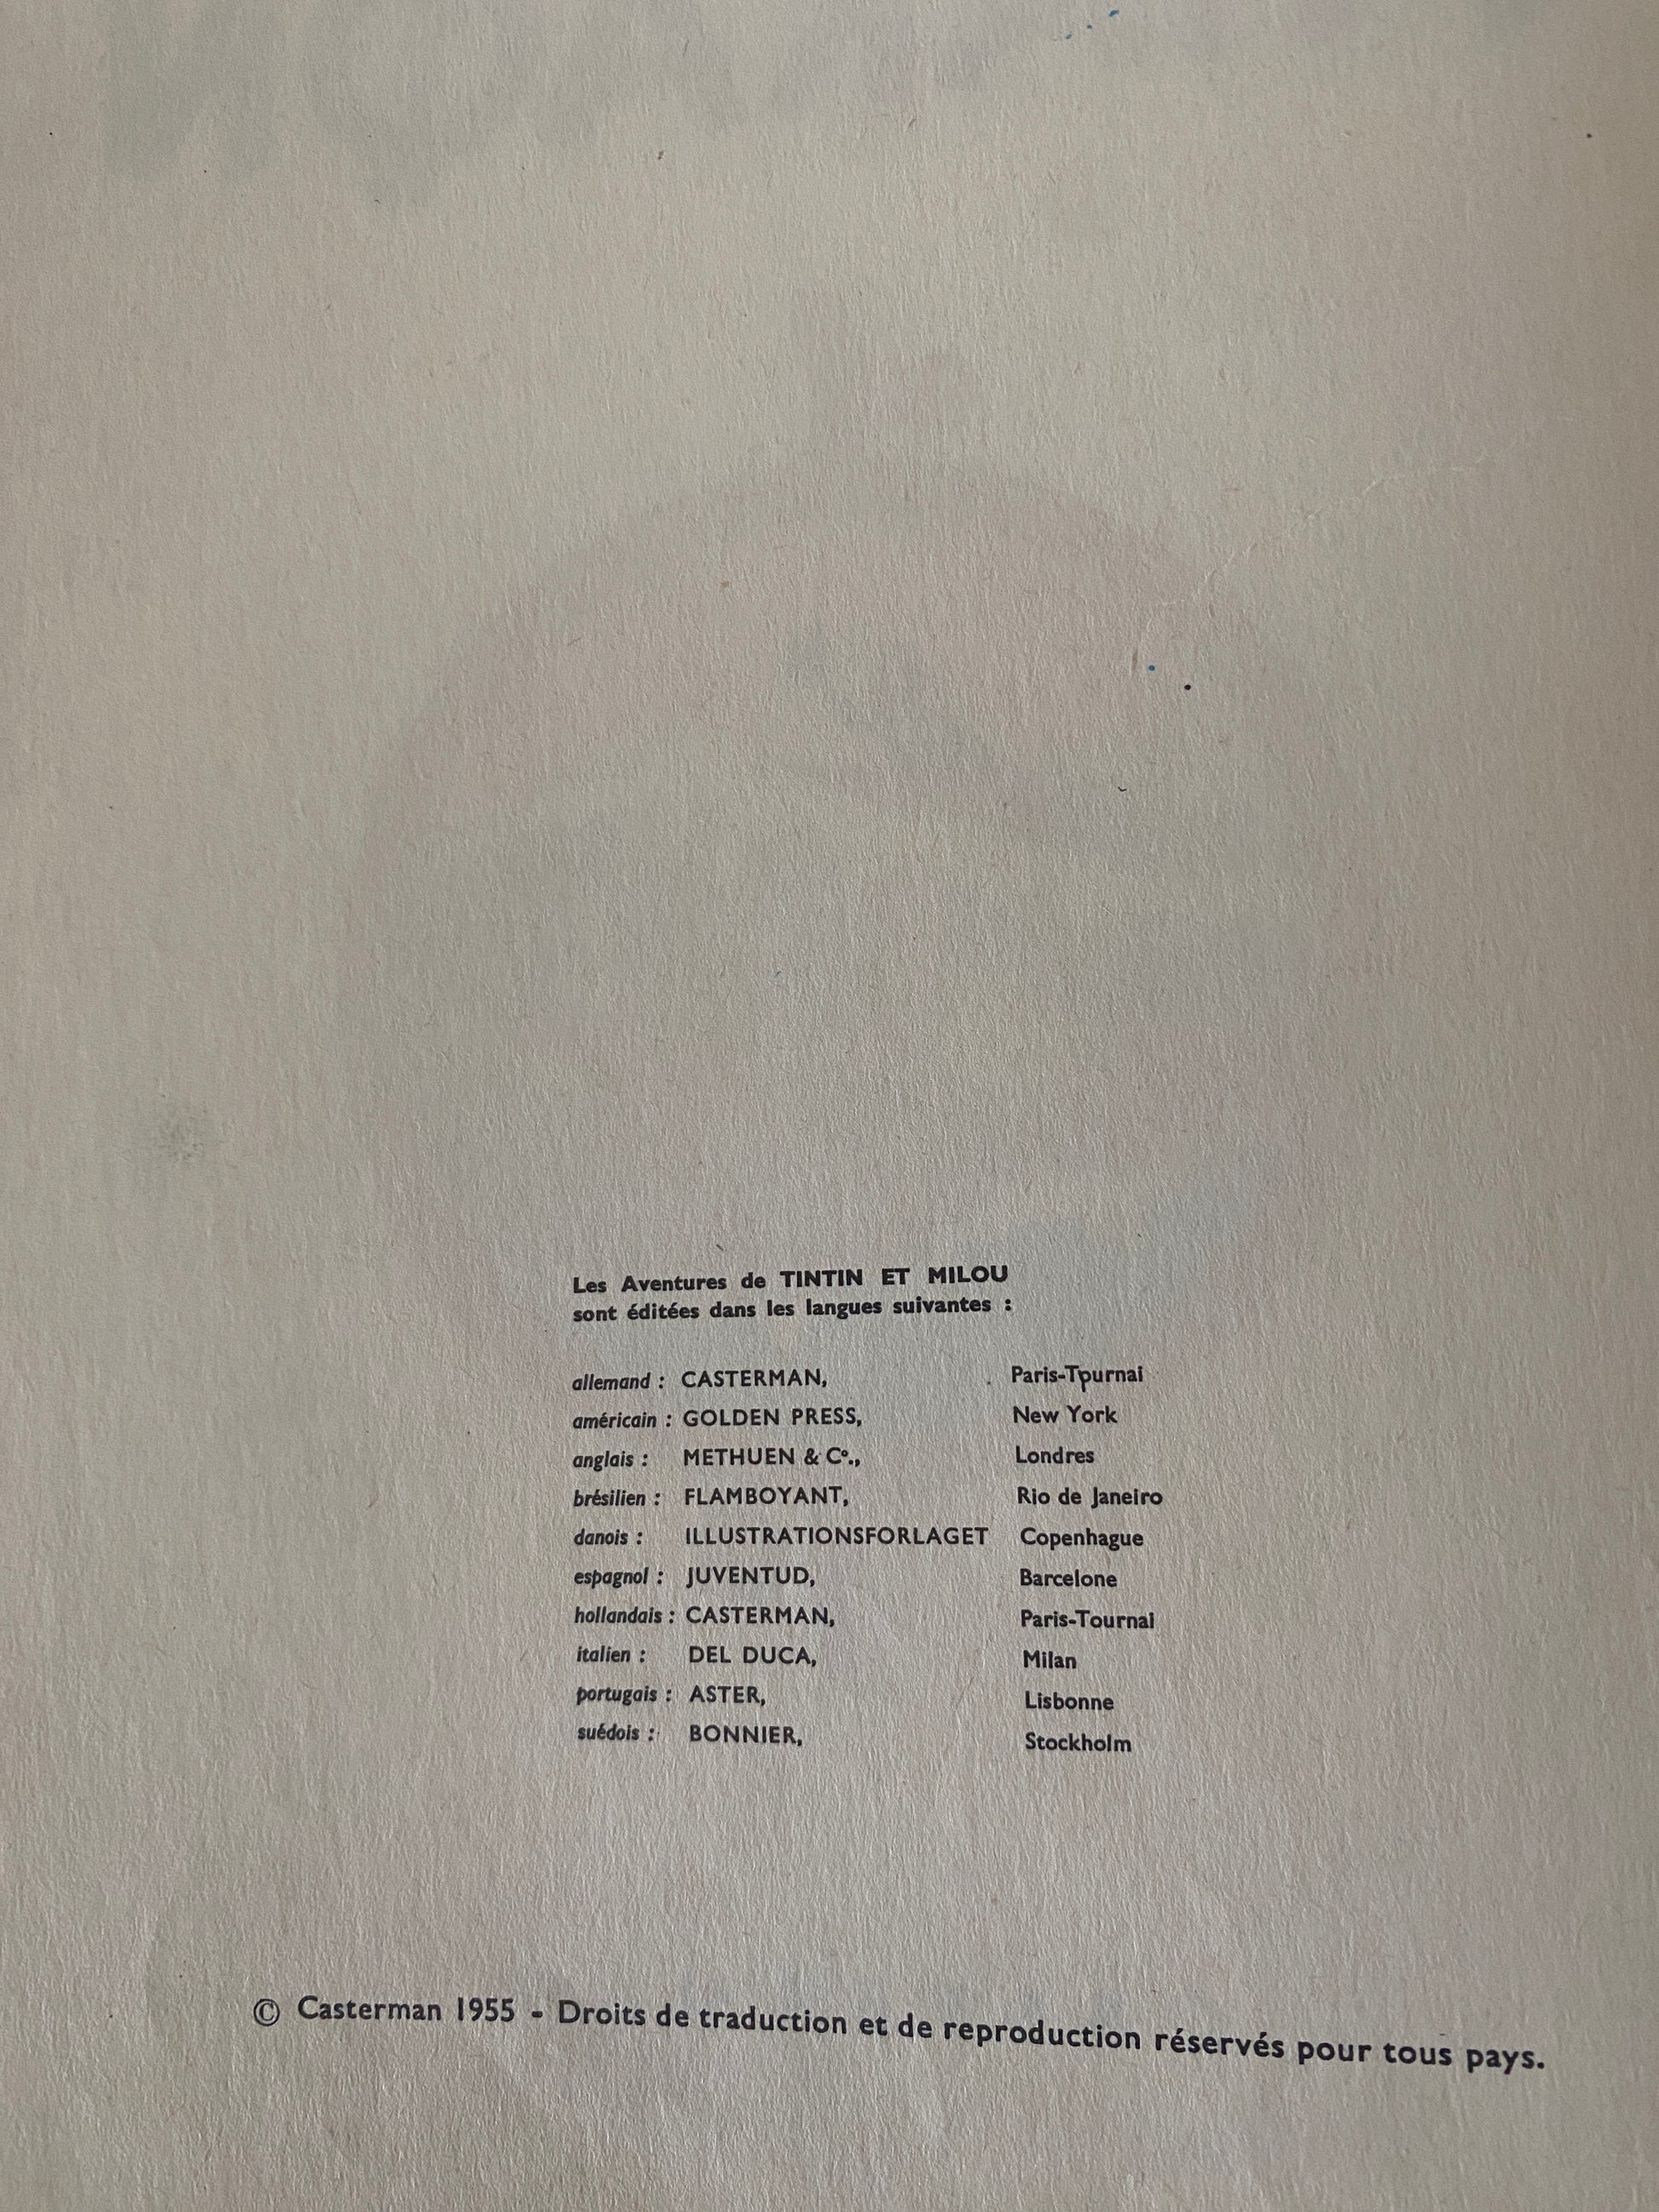 Les Aventures de TINTIN ET MILOU
sont éditées dans les langues suivantes :
allemand : CASTERMAN, Paris-Tournai
américain : GOLDEN PRESS, New York
anglais : METHUEN & Cº., Londres
brésilien : FLAMBOYANT, Rio de Janeiro
danois : ILLUSTRATIONSFORLAGET Copenhague
espagnol : JUVENTUD, Barcelone
hollandais : CASTERMAN, Paris-Tournai
italien : DEL DUCA, Milan
portugais : ASTER, Lisbonne
suédois : BONNIER, Stockholm
© Casterman 1955 - Droits de traduction et de reproduction réservés pour tous pays.